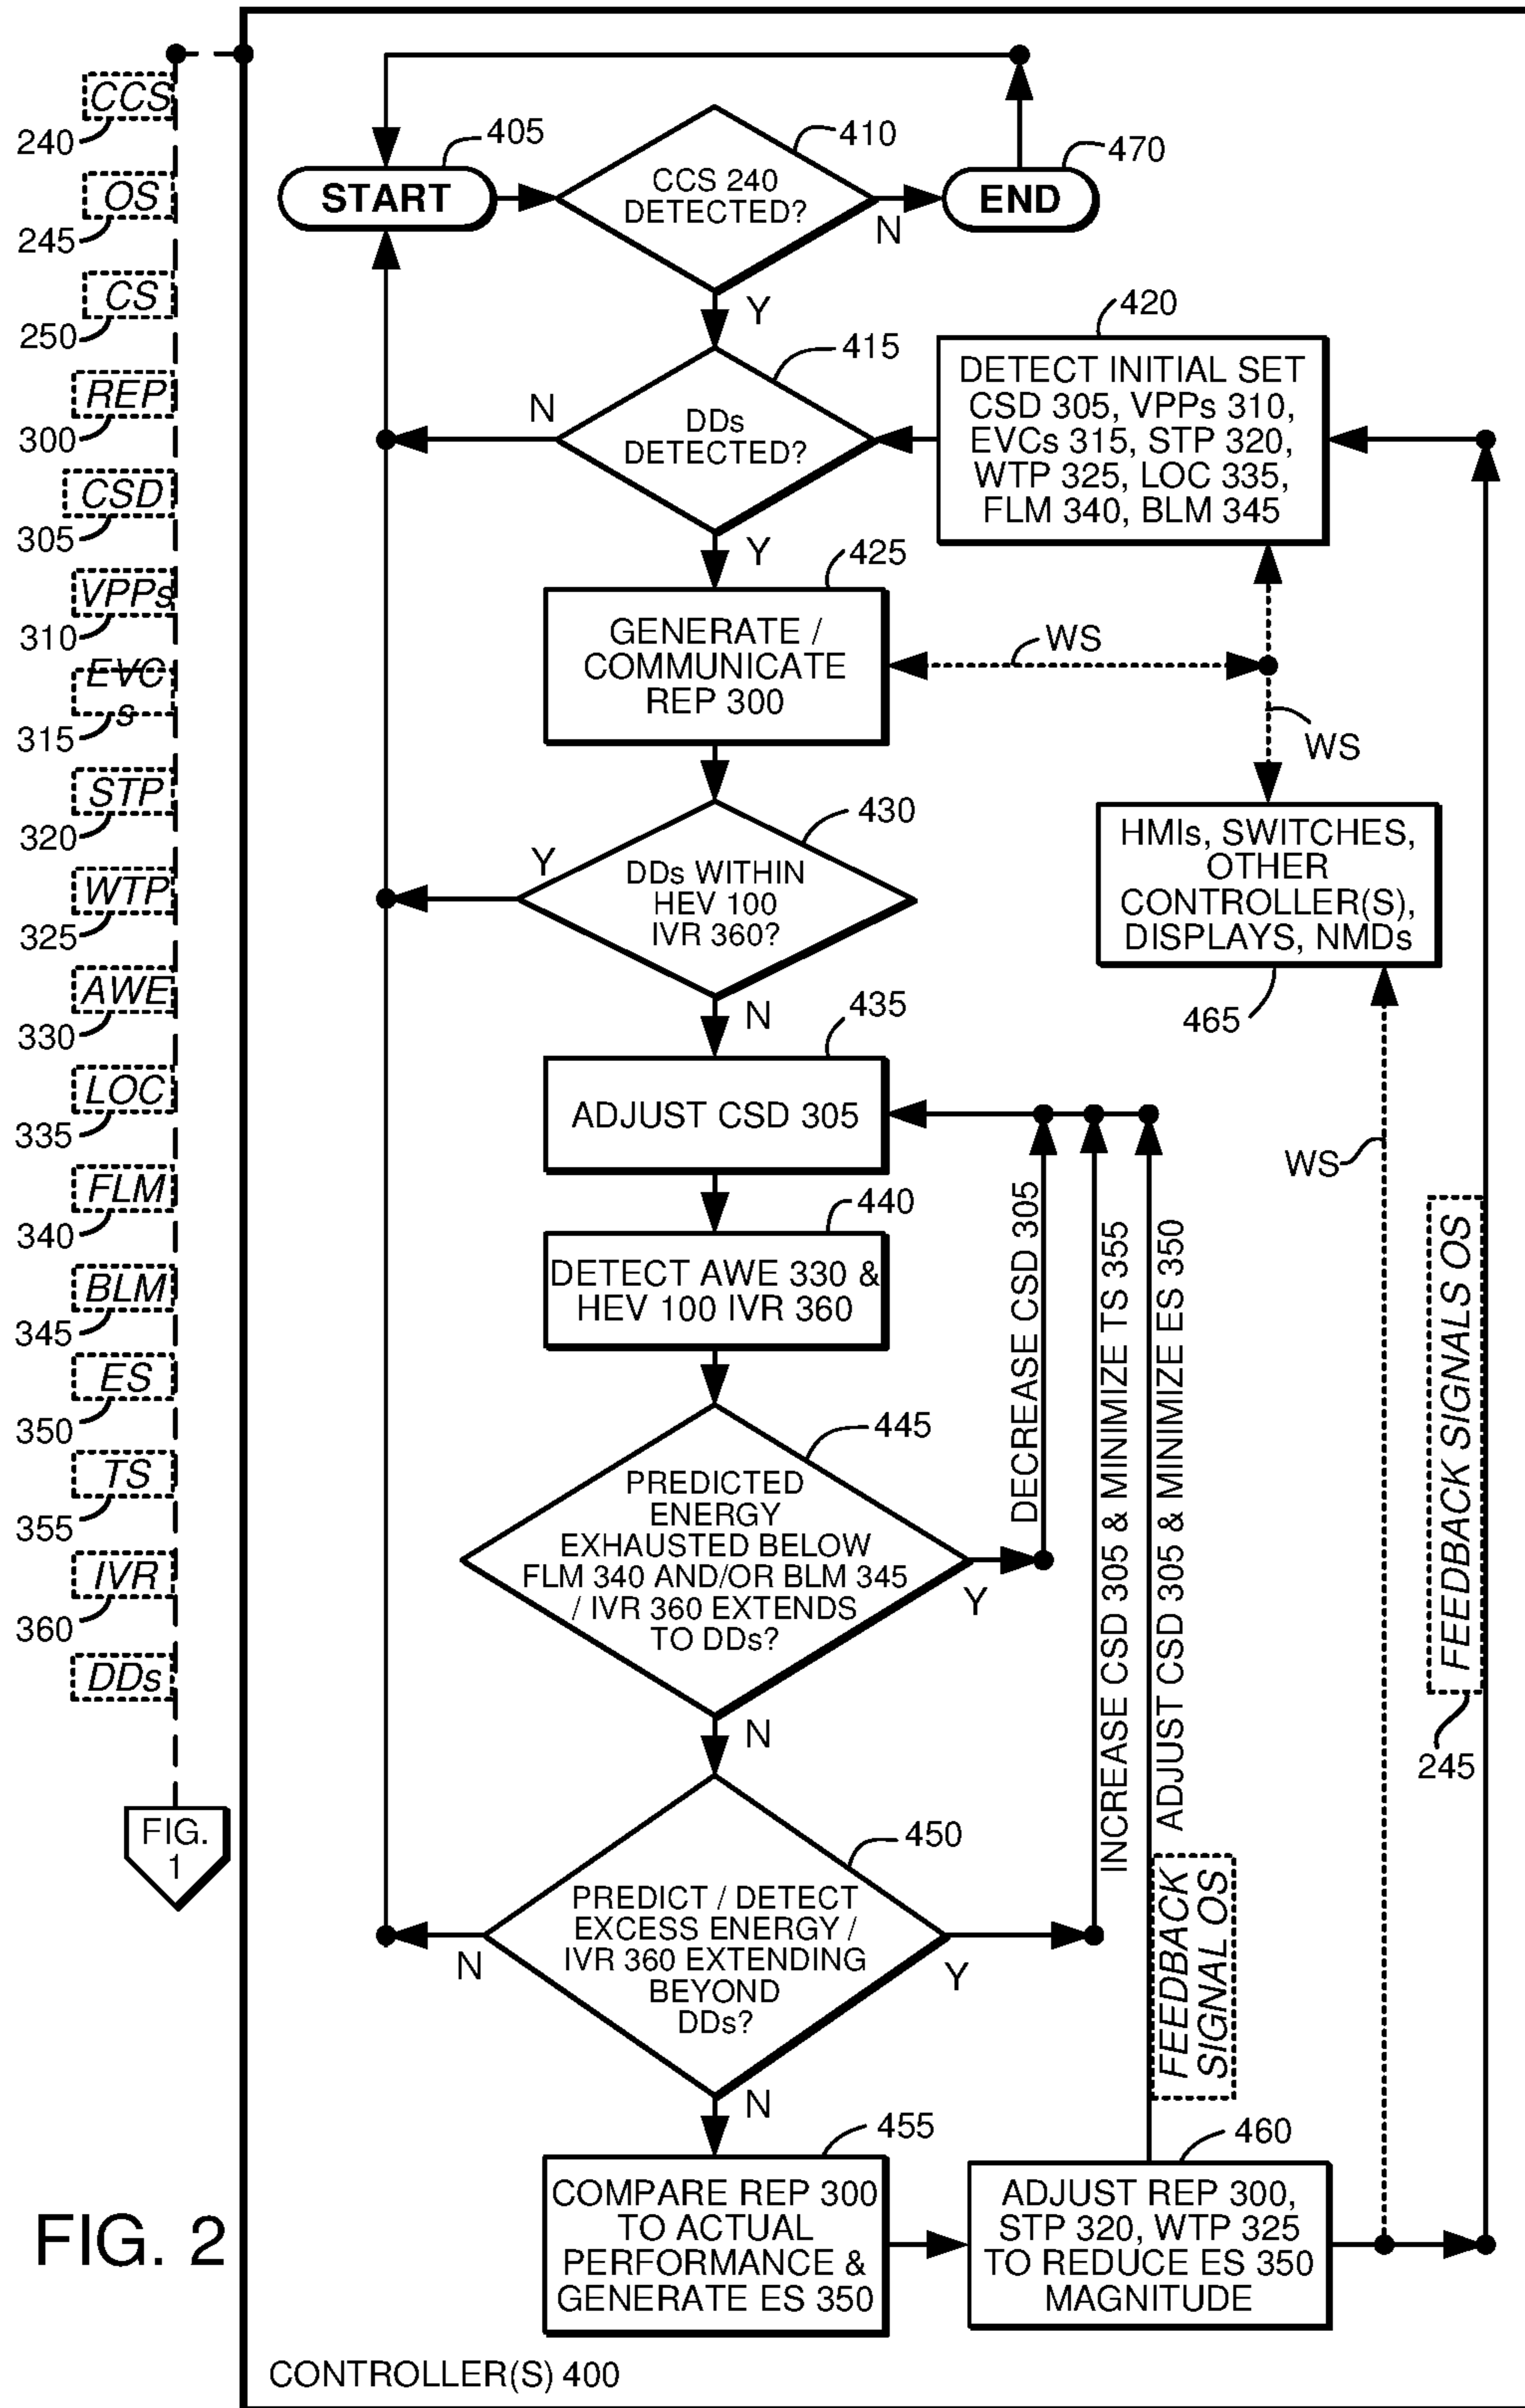 CCS
240
OS
245
CS
250
REP
300
CSD
305
VPPs
310
EVC
s
315
STP
320
WTP
325
AWE
330
LOC
335
FLM
340
BLM
345
ES
350
TS
355
IVR
360
DDs
FIG.
1
FIG. 2
START
405
CCS 240
DETECTED?
410
N
Y
END
470
DDs
DETECTED?
415
N
Y
420
DETECT INITIAL SET
CSD 305, VPPs 310,
EVCs 315, STP 320,
WTP 325, LOC 335,
FLM 340, BLM 345
425
GENERATE /
COMMUNICATE
REP 300
WS
WS
430
DDs WITHIN
HEV 100
IVR 360?
Y
N
HMIs, SWITCHES,
OTHER
CONTROLLER(S),
DISPLAYS, NMDs
465
WS
435
ADJUST CSD 305
440
DETECT AWE 330 &
HEV 100 IVR 360
445
PREDICTED
ENERGY
EXHAUSTED BELOW
FLM 340 AND/OR BLM 345
/ IVR 360 EXTENDS
TO DDs?
Y
N
DECREASE CSD 305
INCREASE CSD 305 & MINIMIZE TS 355
ADJUST CSD 305 & MINIMIZE ES 350
FEEDBACK SIGNALS OS
245
450
PREDICT / DETECT
EXCESS ENERGY /
IVR 360 EXTENDING
BEYOND
DDs?
N
Y
N
FEEDBACK
SIGNAL OS
455
COMPARE REP 300
TO ACTUAL
PERFORMANCE &
GENERATE ES 350
460
ADJUST REP 300,
STP 320, WTP 325
TO REDUCE ES 350
MAGNITUDE
CONTROLLER(S) 400